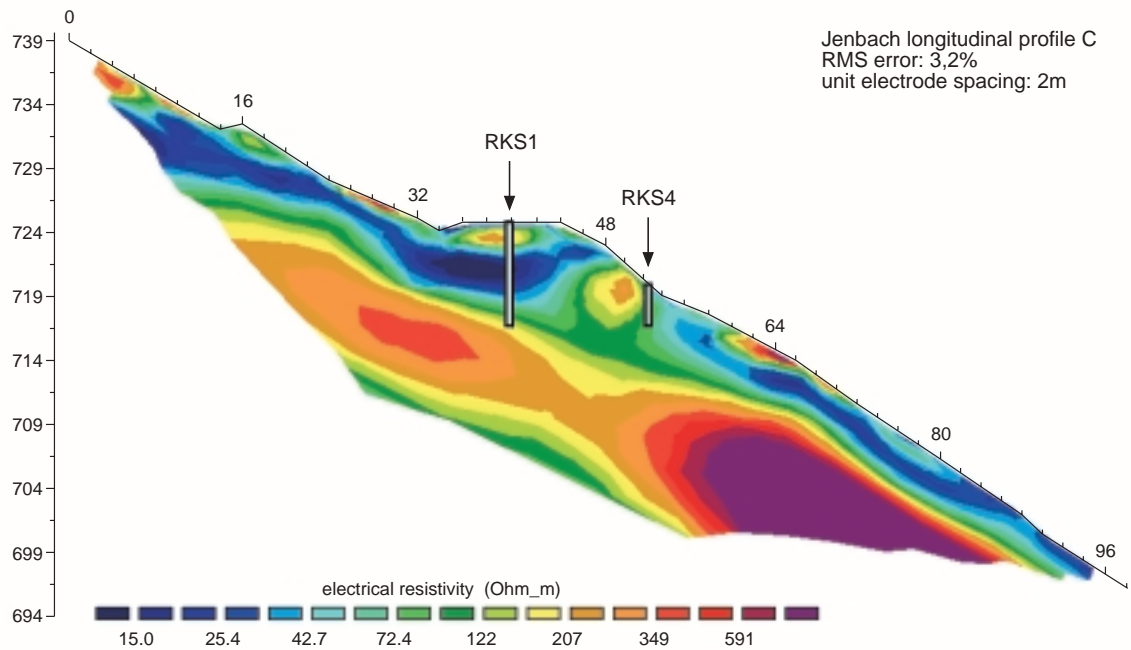 0
Jenbach longitudinal profile C
RMS error: 3,2%
unit electrode spacing: 2m
739
734
729
724
719
714
709
704
699
694
16
32
RKS1
48
RKS4
64
80
96
electrical resistivity (Ohm_m)
15.0 25.4 42.7 72.4 122 207 349 591